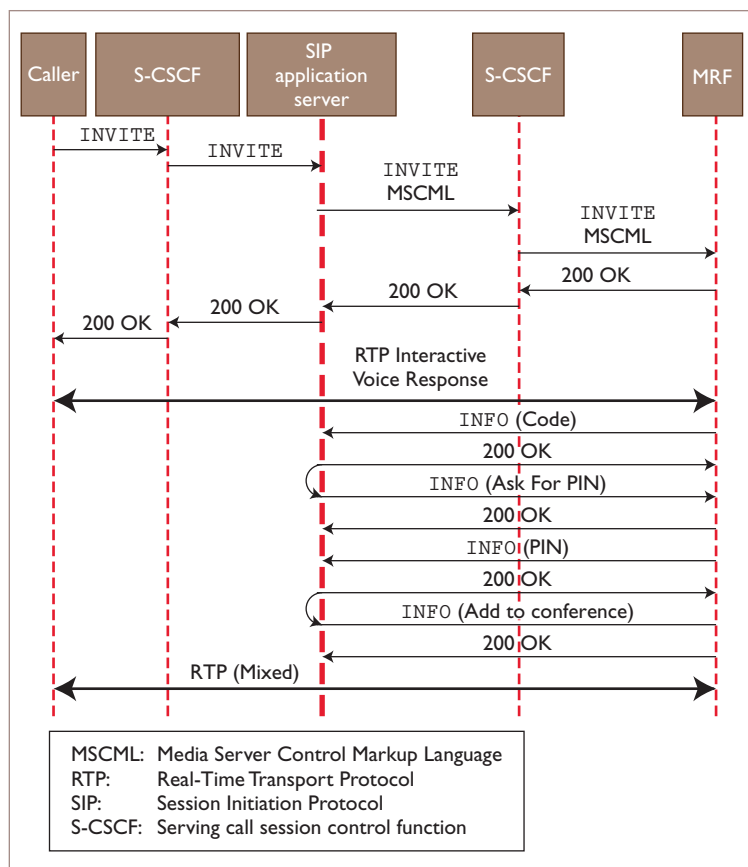 Caller
S-CSCF
SIP
application
server
S-CSCF
MRF
INVITE
INVITE
INVITE
MSCML
INVITE
MSCML
200 OK
200 OK
200 OK
200 OK
RTP Interactive
Voice Response
INFO (Code)
200 OK
INFO (Ask For PIN)
200 OK
INFO (PIN)
200 OK
INFO (Add to conference)
200 OK
RTP (Mixed)
MSCML: Media Server Control Markup Language
RTP: Real-Time Transport Protocol
SIP: Session Initiation Protocol
S-CSCF: Serving call session control function